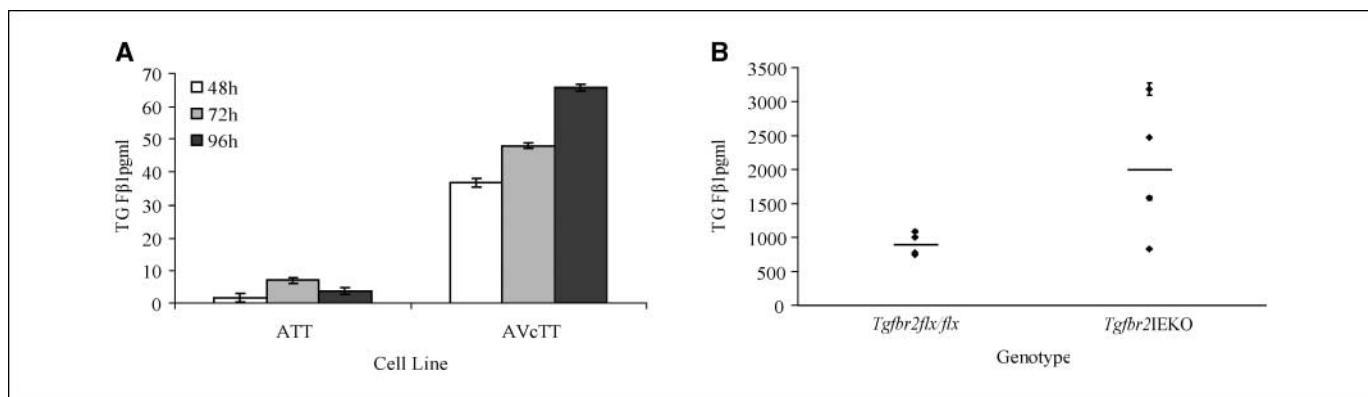 A
70
60
50
40
30
20
10
0
TGFβ1pgml
48h
72h
96h
ATT
AVcTT
Cell Line
B
3500
3000
2500
2000
1500
1000
500
0
TGFβ1pgml
Tgfbr2flx/flx
Tgfbr2IEKO
Genotype